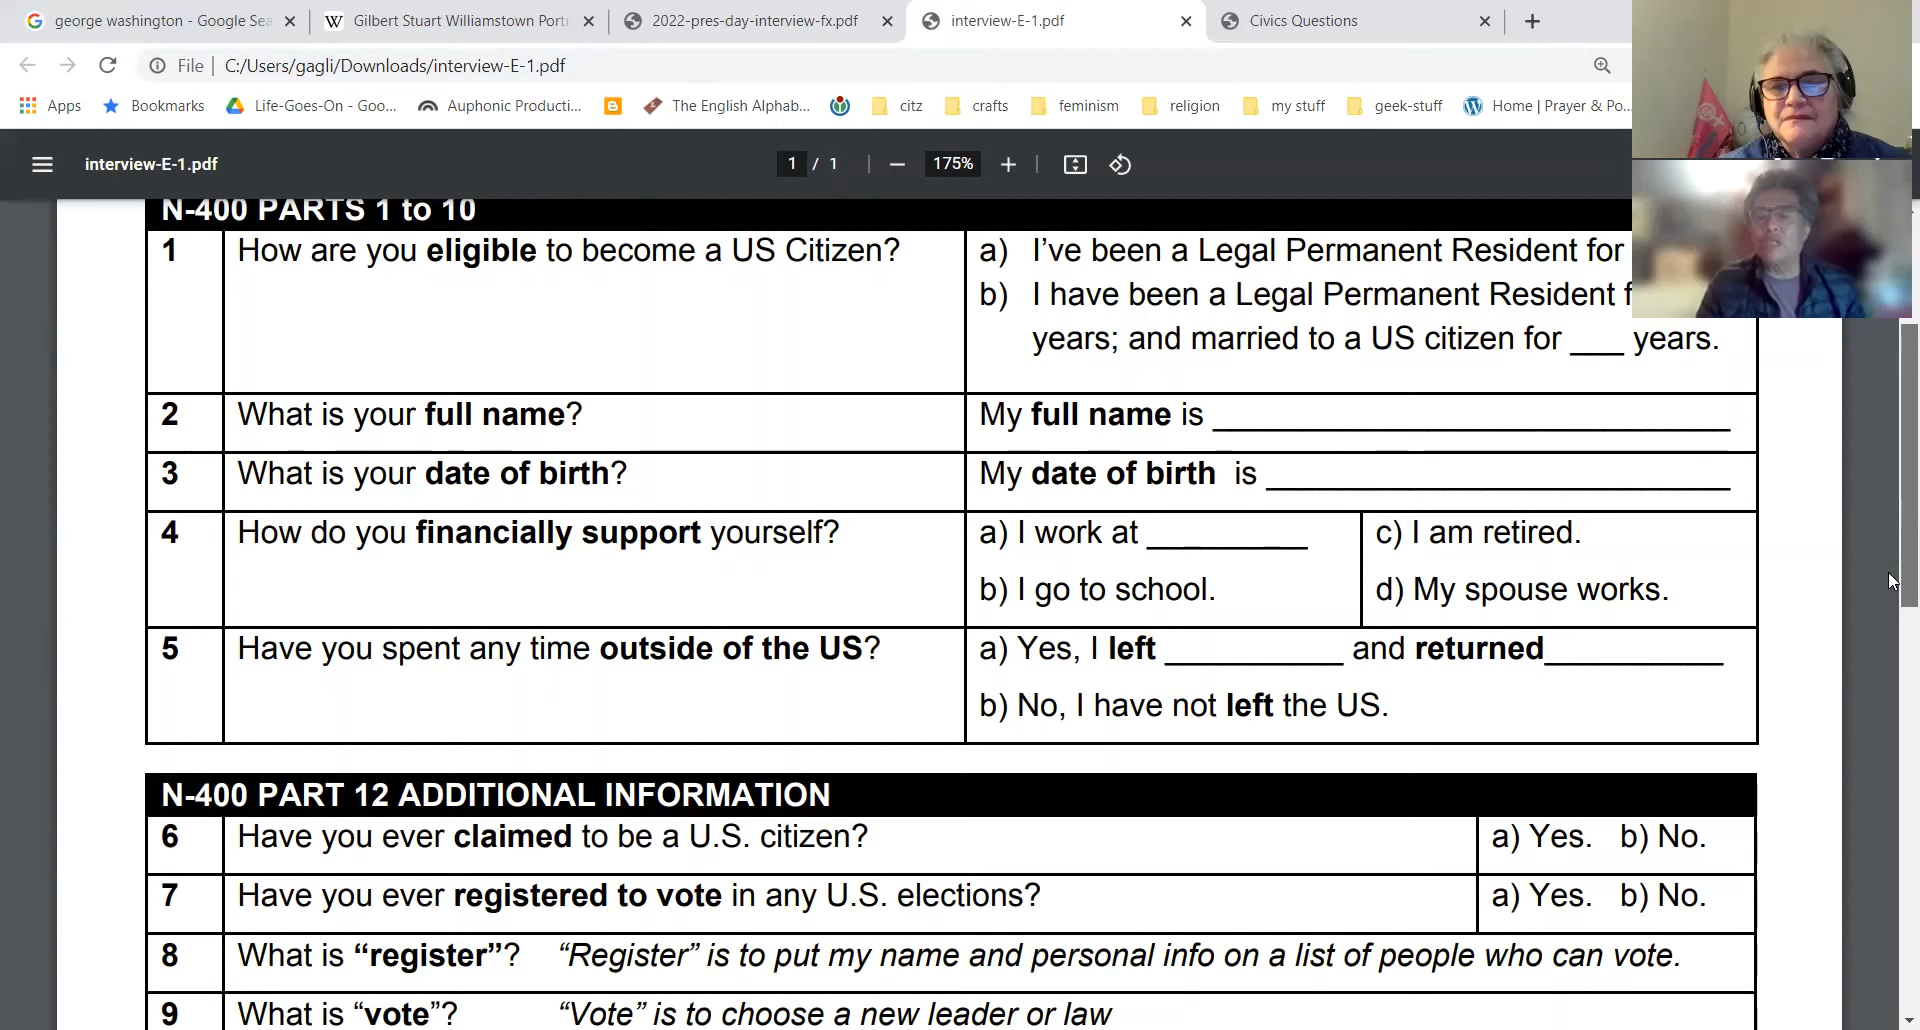 george washington - Google Sea
Gilbert Stuart Williamstown Portr
2022-pres-day-interview-fx.pdf
interview-E-1.pdf
Civics Questions
File | C:/Users/gagli/Downloads/interview-E-1.pdf
Apps Bookmarks Life-Goes-On - Goo... Auphonic Producti... The English Alphab... citz crafts feminism religion my stuff geek-stuff Home | Prayer & Po...
interview-E-1.pdf 1 / 1 175%
N-400 PARTS 1 to 10
1 How are you eligible to become a US Citizen? a) I’ve been a Legal Permanent Resident for
b) I have been a Legal Permanent Resident f
years; and married to a US citizen for ___ years.
2 What is your full name? My full name is ____________________________
3 What is your date of birth? My date of birth is _________________________
4 How do you financially support yourself? a) I work at _________ c) I am retired.
b) I go to school. d) My spouse works.
5 Have you spent any time outside of the US? a) Yes, I left __________ and returned__________
b) No, I have not left the US.
N-400 PART 12 ADDITIONAL INFORMATION
6 Have you ever claimed to be a U.S. citizen? a) Yes. b) No.
7 Have you ever registered to vote in any U.S. elections? a) Yes. b) No.
8 What is “register”? “Register” is to put my name and personal info on a list of people who can vote.
9 What is “vote”? “Vote” is to choose a new leader or law